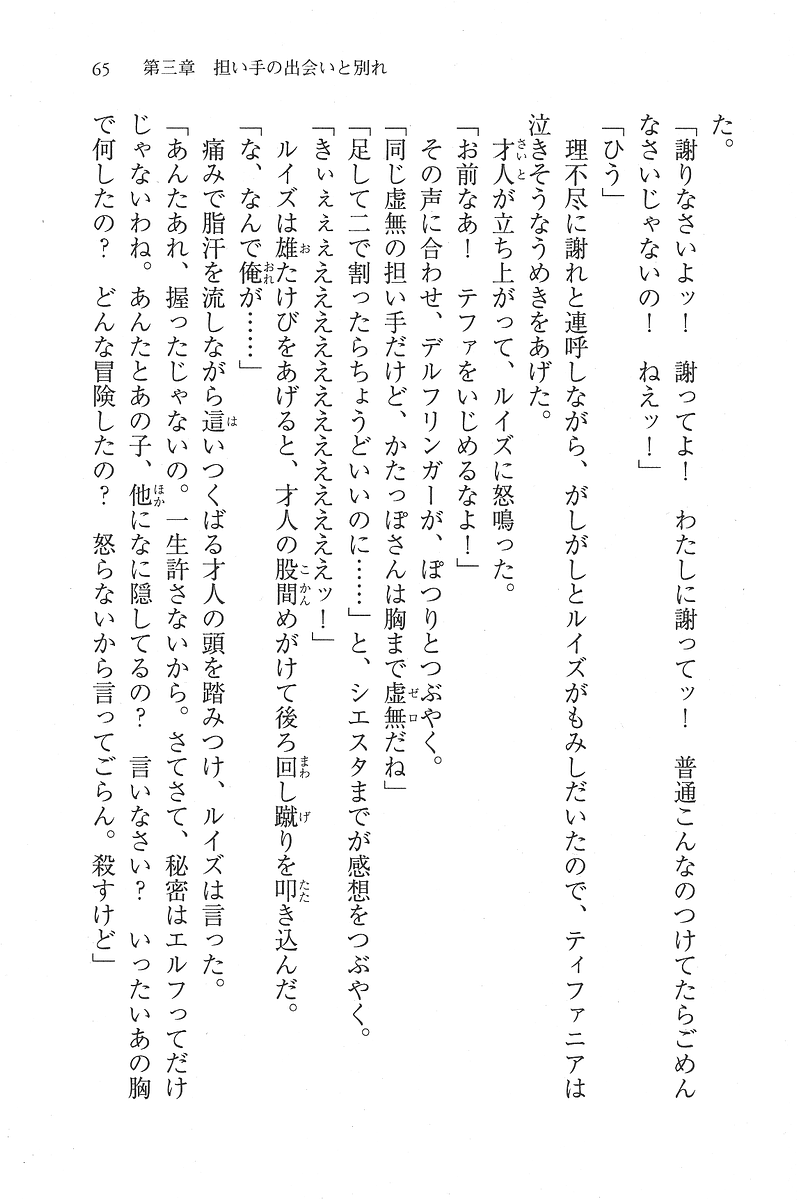 65　第三章　担い手の出会いと別れ
た。
「謝りなさいよッ！　謝ってよ！　わたしに謝ってッ！　普通こんなのつけてたらごめん
なさいじゃないの！　ねえッ！」
「ひう」
　理不尽に謝れと連呼しながら、がしがしとルイズがもみしだいたので、ティファニアは
泣きそうなうめきをあげた。
　才人が立ち上がって、ルイズに怒鳴った。
「お前なあ！　テファをいじめるなよ！」
　その声に合わせ、デルフリンガーが、ぽつりとつぶやく。
「同じ虚無の担い手だけど、かたっぽさんは胸まで虚無だね」
「足して二で割ったらちょうどいいのに……」と、シエスタまでが感想をつぶやく。
「きぃぇぇぇえええええええええええええッ！」
　ルイズは雄たけびをあげると、才人の股間めがけて後ろ回し蹴りを叩き込んだ。
「な、なんで俺が……」
　痛みで脂汗を流しながら這いつくばる才人の頭を踏みつけ、ルイズは言った。
「あんたあれ、握ったじゃないの。一生許さないから。さてさて、秘密はエルフってだけ
じゃないわね。あんたとあの子、他になに隠してるの？　言いなさい？　いったいあの胸
で何したの？　どんな冒険したの？　怒らないから言ってごらん。殺すけど」